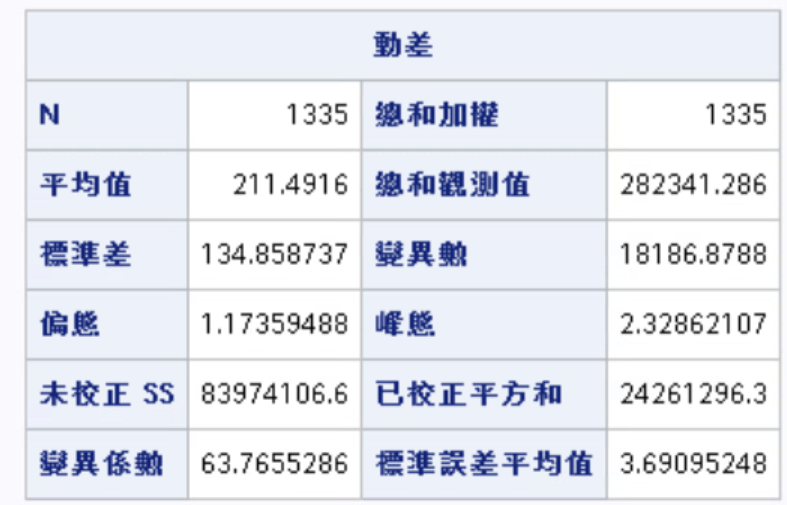 動差
N 1335 總和加權 1335
平均值 211.4916 總和觀測值 282341.286
標準差 134.858737 變異數 18186.8788
偏態 1.17359488 峰態 2.32862107
未校正 SS 83974106.6 已校正平方和 24261296.3
變異係數 63.7655286 標準誤差平均值 3.69095248